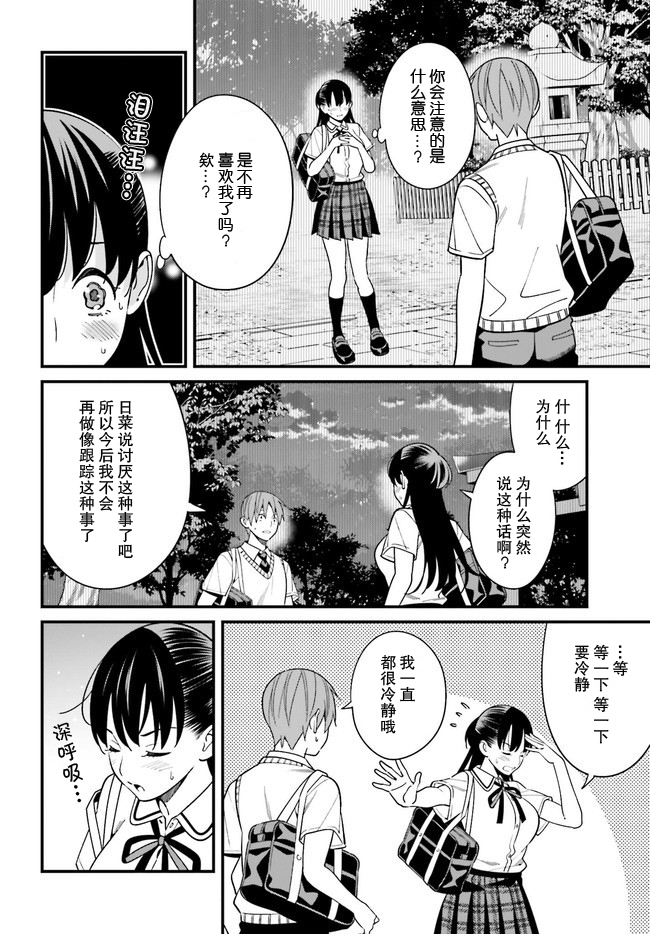 你会注意的是
什么意思…？
欸…？
是不再
喜欢我了吗？
泪汪汪…
什 什么…
为什么
为什么突然
说这种话啊？
日菜说讨厌这种事了吧
所以今后我不会
再做像跟踪这种事了
…等
等一下等一下
要冷静
我一直
都很冷静哦
深呼吸…